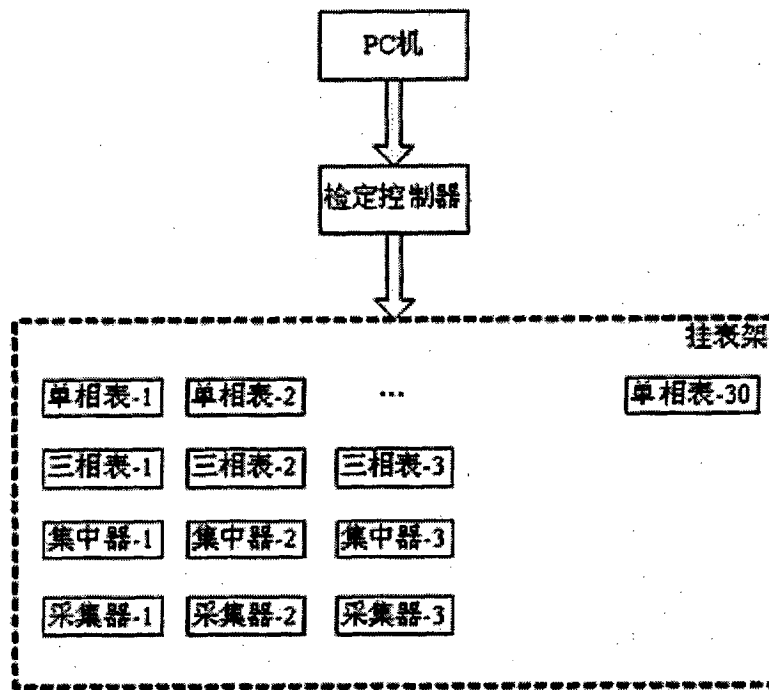 PC机
检定控制器
挂表架
单相表-1 单相表-2 ... 单相表-30
三相表-1 三相表-2 三相表-3
集中器-1 集中器-2 集中器-3
采集器-1 采集器-2 采集器-3